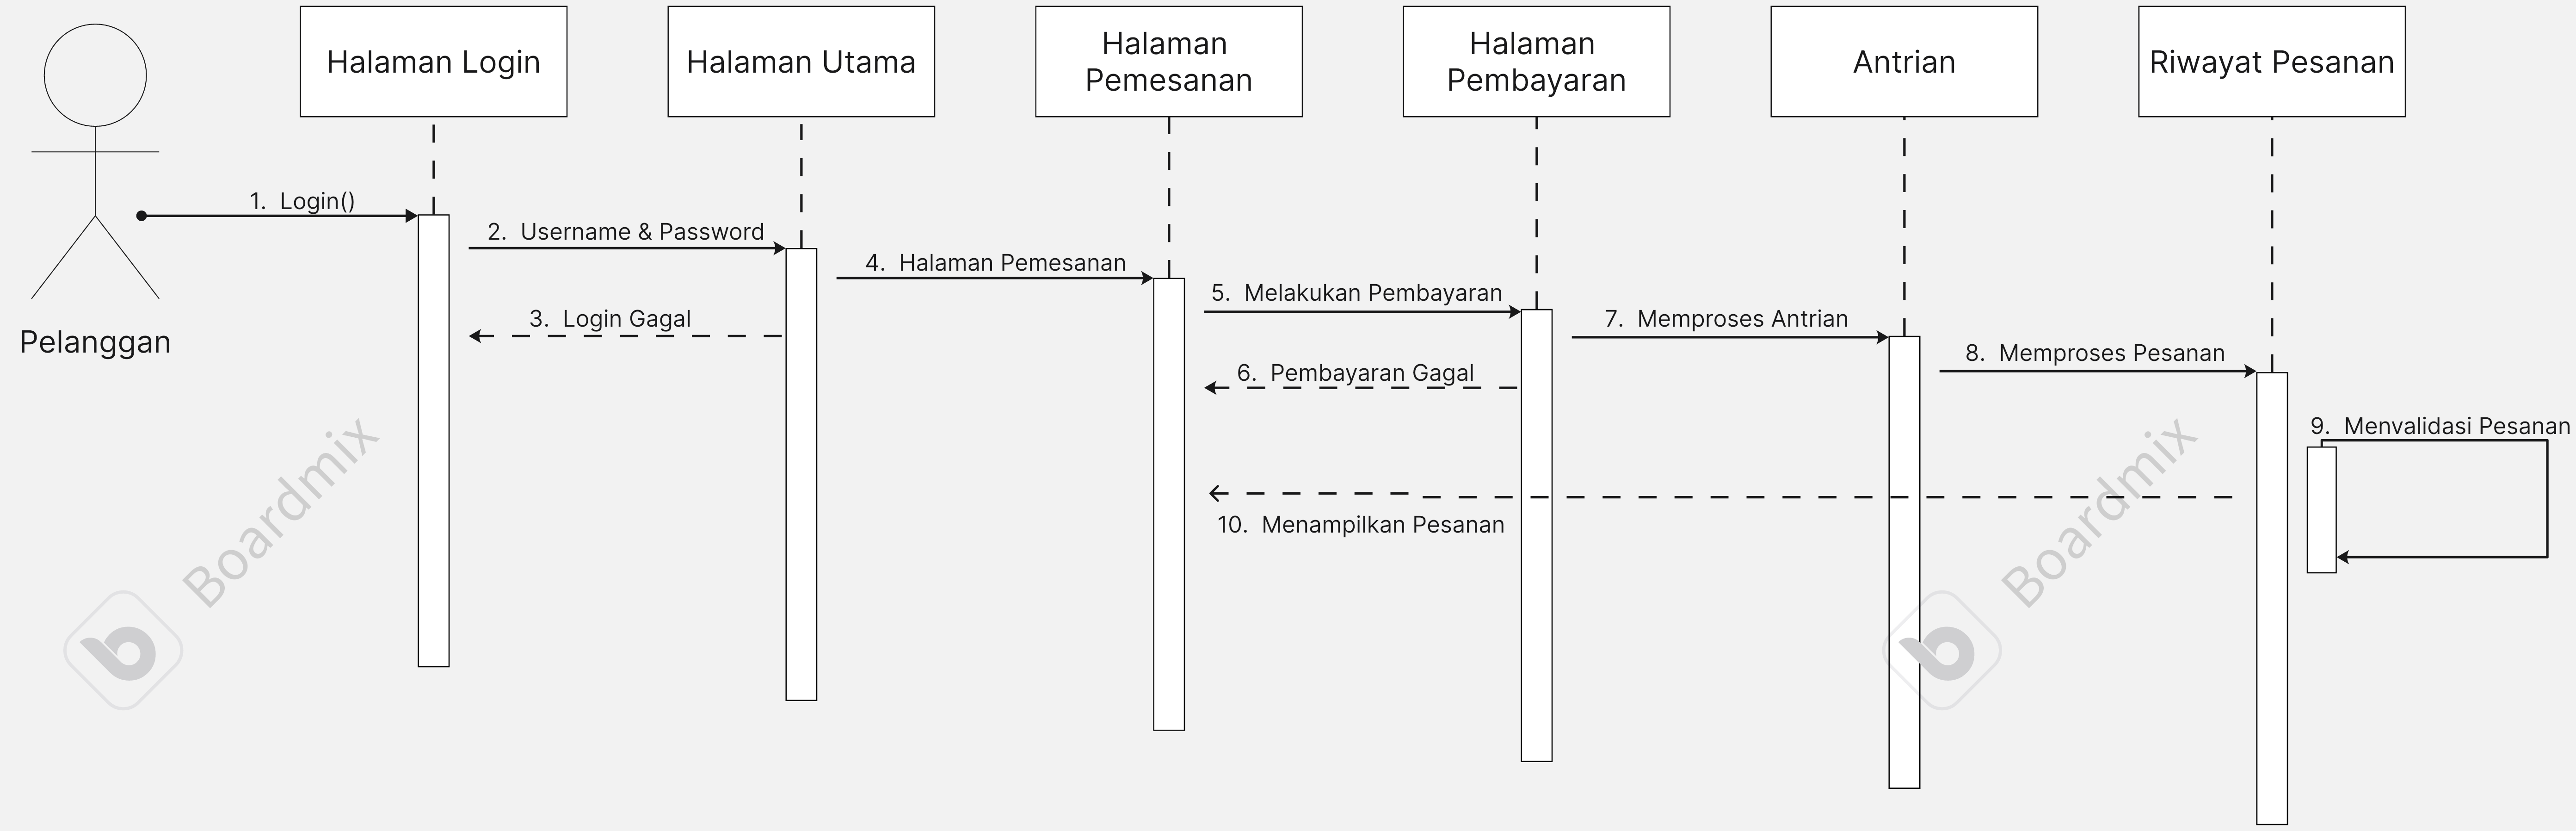 Halaman Login
Halaman Utama
Halaman
Pemesanan
Halaman
Pembayaran
Antrian
Riwayat Pesanan
Pelanggan
1. Login()
2. Username & Password
3. Login Gagal
4. Halaman Pemesanan
5. Melakukan Pembayaran
6. Pembayaran Gagal
7. Memproses Antrian
8. Memproses Pesanan
9. Menvalidasi Pesanan
10. Menampilkan Pesanan
Boardmix
Boardmix